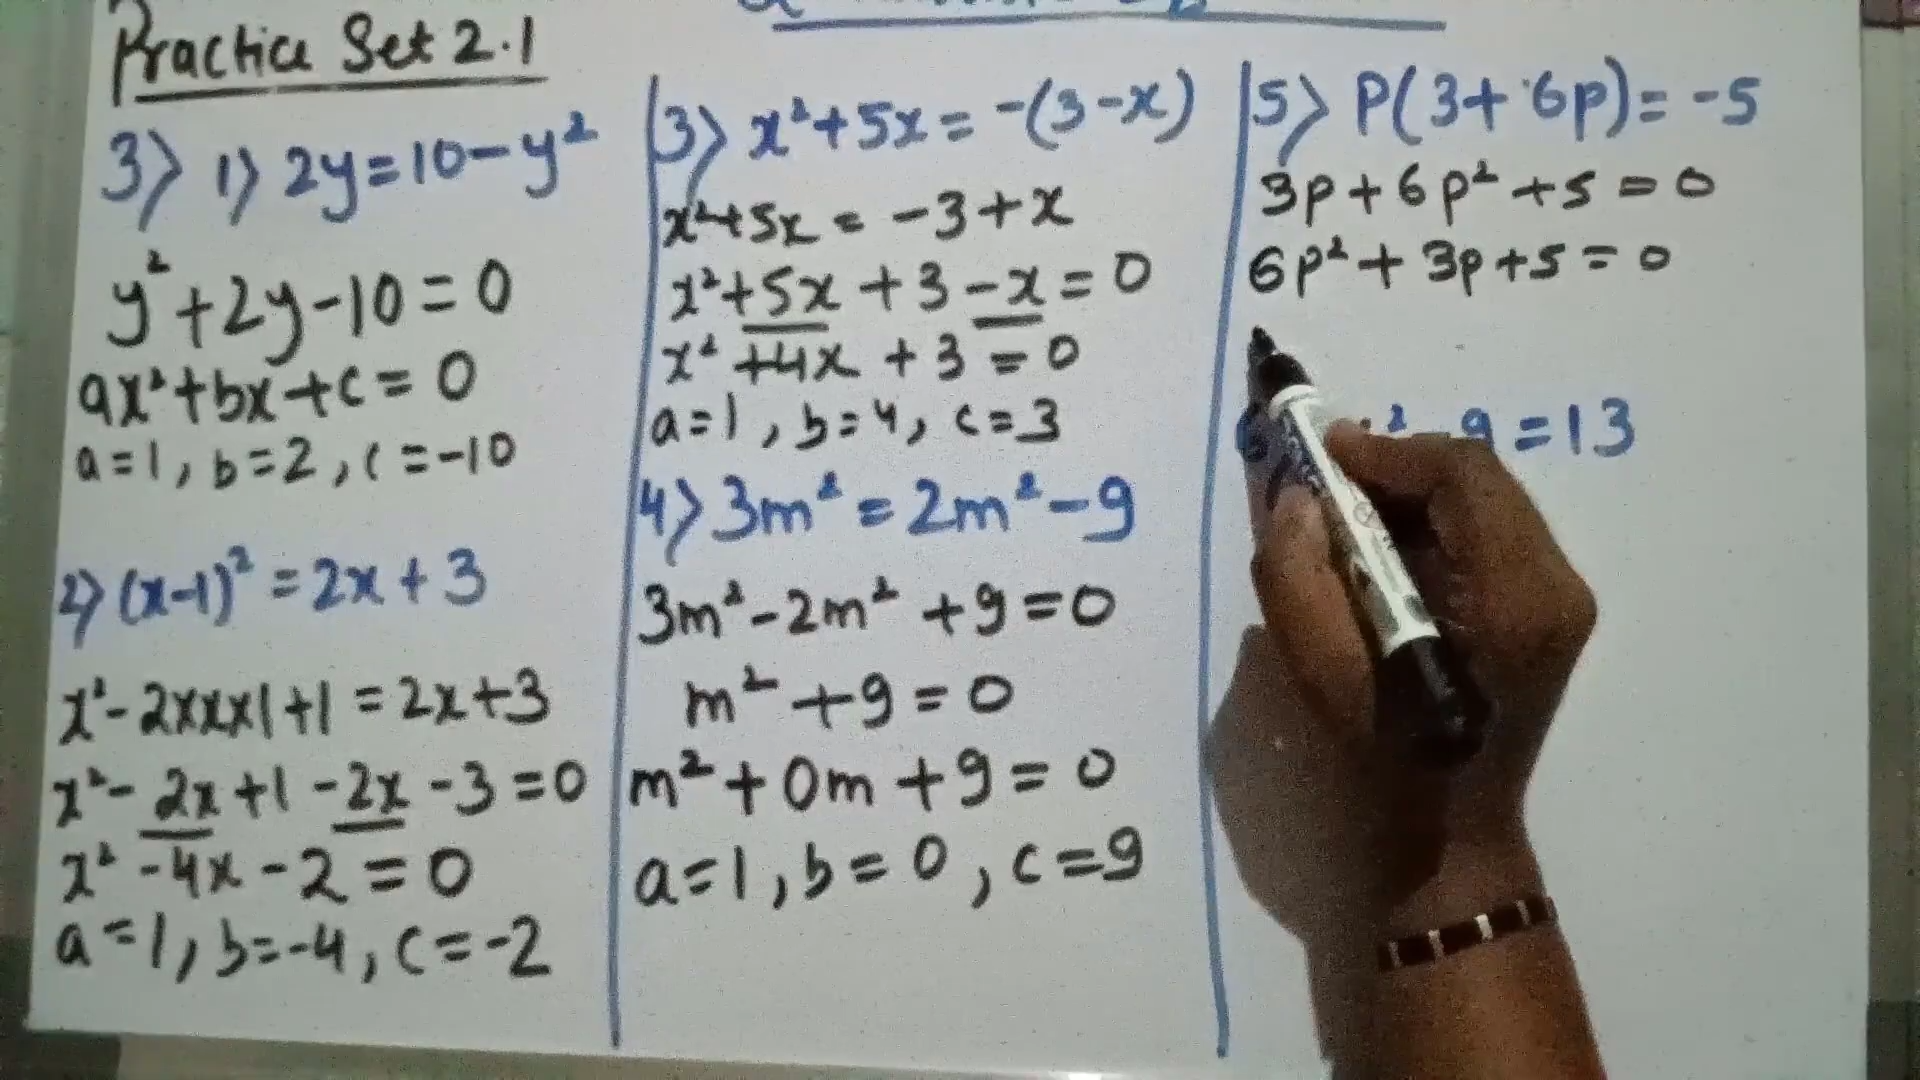 Practice Set 2.1
3) 1) 2y = 10 - y²
y² + 2y - 10 = 0
ax² + bx + c = 0
a = 1, b = 2, c = -10
2) (x-1)² = 2x + 3
x² - 2×x×1 + 1 = 2x + 3
x² - 2x + 1 - 2x - 3 = 0
x² - 4x - 2 = 0
a = 1, b = -4, c = -2
3) x² + 5x = -(3-x)
x² + 5x = -3 + x
x² + 5x + 3 - x = 0
x² + 4x + 3 = 0
a = 1, b = 4, c = 3
4) 3m² = 2m² - 9
3m² - 2m² + 9 = 0
m² + 9 = 0
m² + 0m + 9 = 0
a = 1, b = 0, c = 9
5) P(3 + 6p) = -5
3p + 6p² + 5 = 0
6p² + 3p + 5 = 0
² - 9 = 13